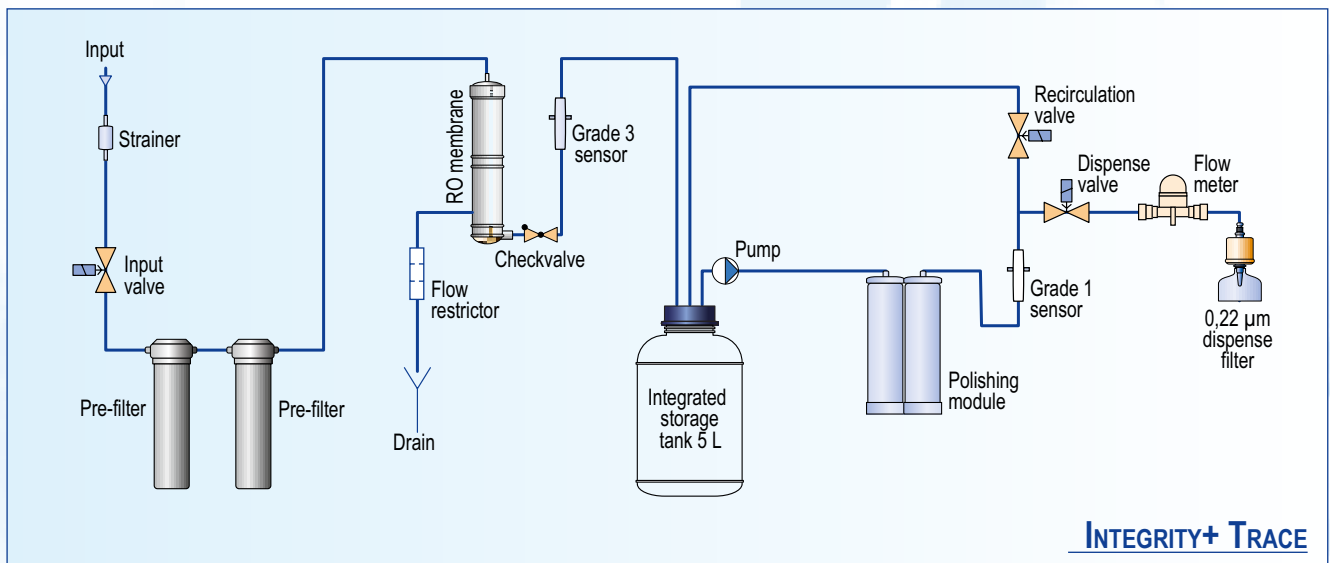 Input
Strainer
Input
valve
Pre-filter
Pre-filter
RO membrane
Flow
restrictor
Drain
Checkvalve
Grade 3
sensor
Integrated
storage
tank 5 L
Pump
Polishing
module
Grade 1
sensor
Recirculation
valve
Dispense
valve
Flow
meter
0,22 µm
dispense
filter
INTEGRITY+ TRACE